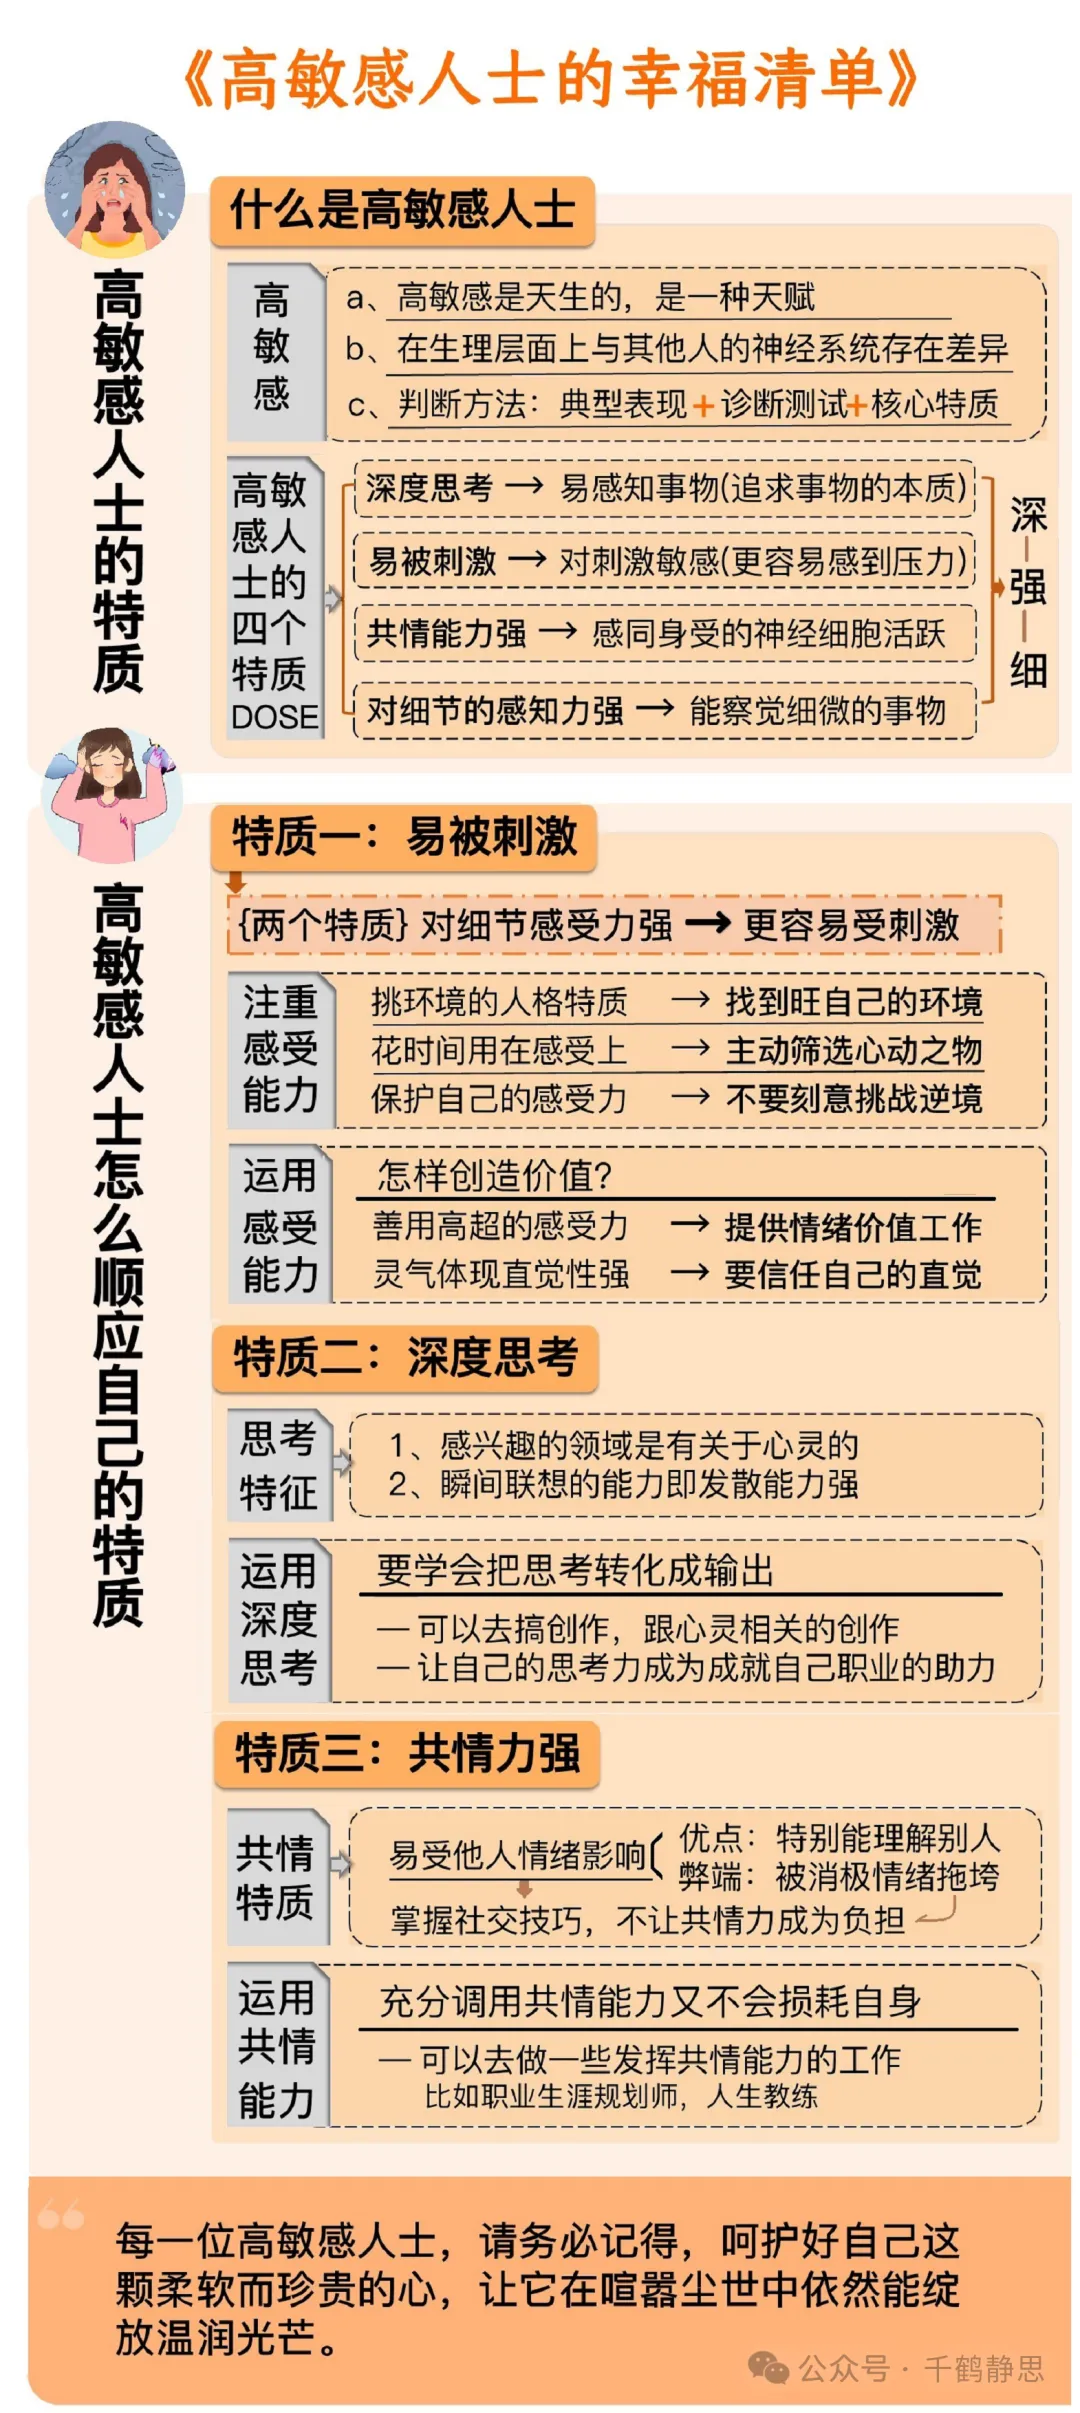 《高敏感人士的幸福清单》
高敏感人士的特质
什么是高敏感人士
高敏感
a、高敏感是天生的，是一种天赋
b、在生理层面上与其他人的神经系统存在差异
c、判断方法：典型表现+诊断测试+核心特质
高敏感人士的四个特质DOSE
深度思考→易感知事物(追求事物的本质)
易被刺激→对刺激敏感(更容易感到压力)
共情能力强→感同身受的神经细胞活跃
对细节的感知力强→能察觉细微的事物
深—强—细
高敏感人士怎么顺应自己的特质
特质一：易被刺激
{两个特质}对细节感受力强→更容易受刺激
注重感受能力
挑环境的人格特质→找到旺自己的环境
花时间用在感受上→主动筛选心动之物
保护自己的感受力→不要刻意挑战逆境
运用感受能力
怎样创造价值?
善用高超的感受力→提供情绪价值工作
灵气体现直觉性强→要信任自己的直觉
特质二：深度思考
思考特征
1、感兴趣的领域是有关于心灵的
2、瞬间联想的能力即发散能力强
运用深度思考
要学会把思考转化成输出
—可以去搞创作，跟心灵相关的创作
—让自己的思考力成为成就自己职业的助力
特质三：共情力强
共情特质
易受他人情绪影响
优点：特别能理解别人
弊端：被消极情绪拖垮
掌握社交技巧，不让共情力成为负担
运用共情能力
充分调用共情能力又不会损耗自身
—可以去做一些发挥共情能力的工作
比如职业生涯规划师，人生教练
每一位高敏感人士，请务必记得，呵护好自己这
颗柔软而珍贵的心，让它在喧嚣尘世中依然能绽
放温润光芒。
公众号·千鹤静思